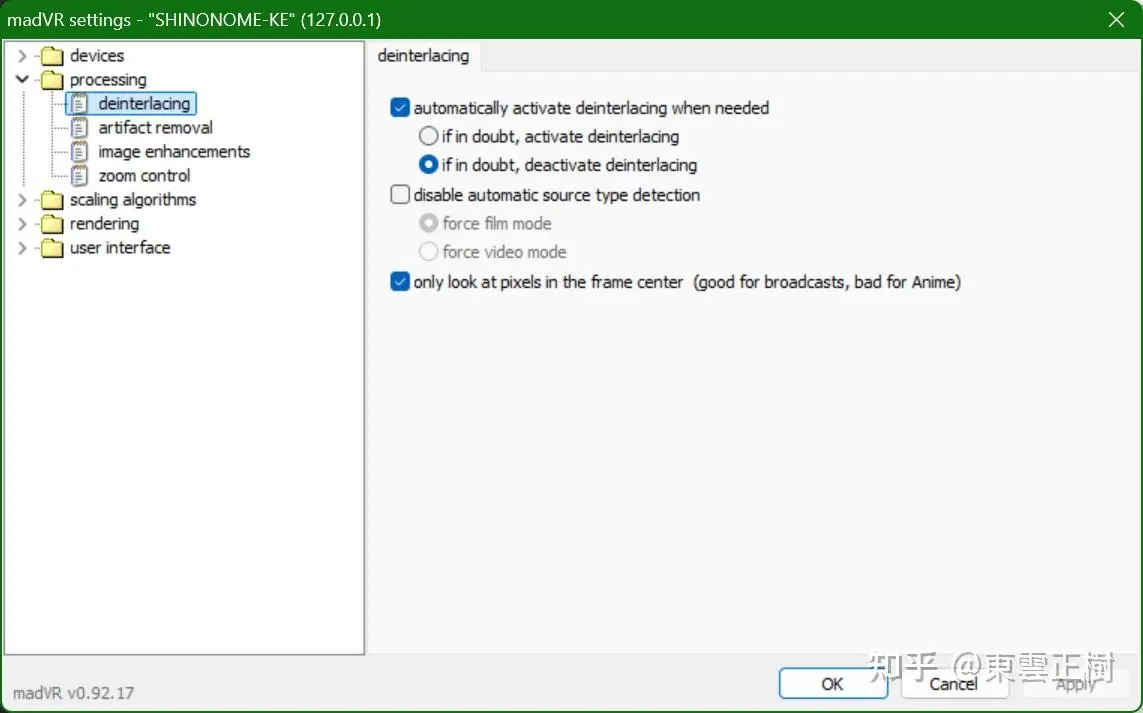 madVR settings - "SHINONOME-KE" (127.0.0.1)
devices
processing
deinterlacing
artifact removal
image enhancements
zoom control
scaling algorithms
rendering
user interface
deinterlacing
automatically activate deinterlacing when needed
if in doubt, activate deinterlacing
if in doubt, deactivate deinterlacing
disable automatic source type detection
force film mode
force video mode
only look at pixels in the frame center (good for broadcasts, bad for Anime)
madVR v0.92.17
OK
Cancel
Apply
知乎 @東雲正樹